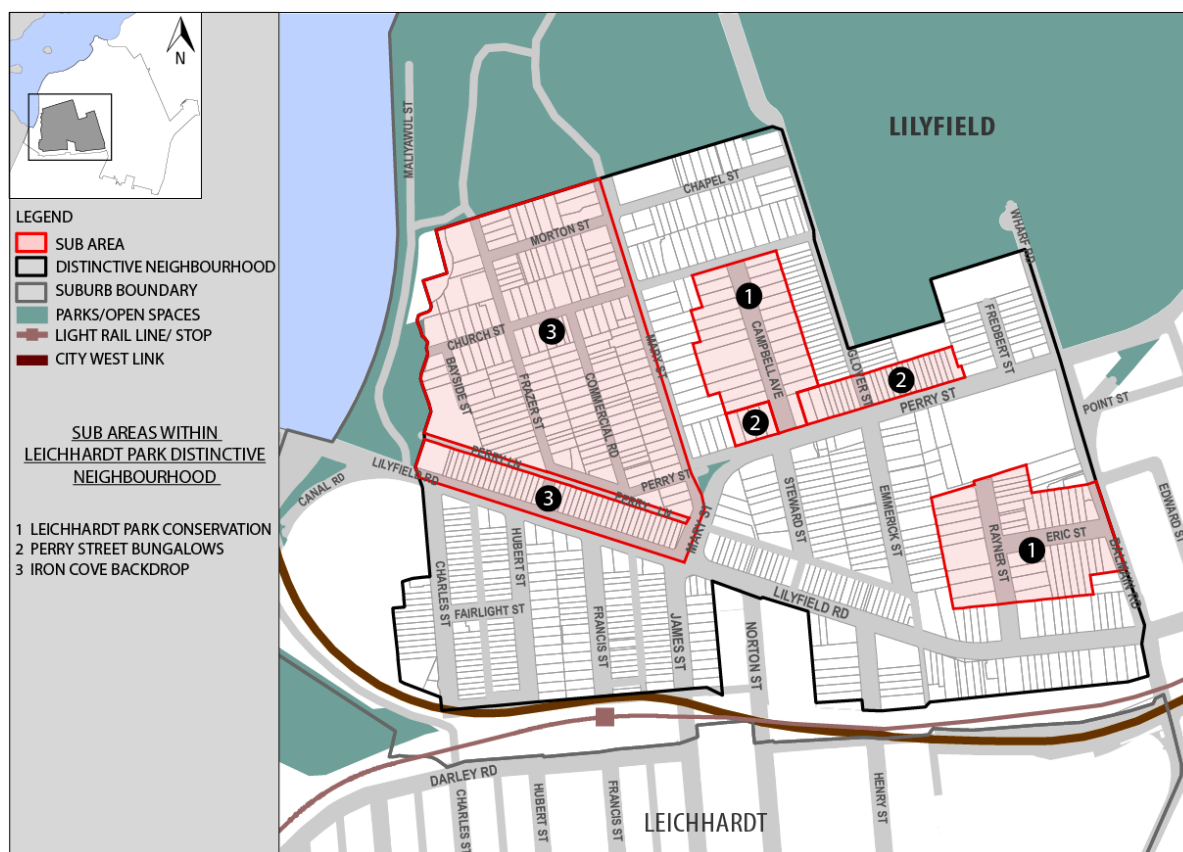 N
LEGEND
SUB AREA
DISTINCTIVE NEIGHBOURHOOD
SUBURB BOUNDARY
PARKS/OPEN SPACES
LIGHT RAIL LINE/ STOP
CITY WEST LINK
SUB AREAS WITHIN
LEICHHARDT PARK DISTINCTIVE
NEIGHBOURHOOD
1 LEICHHARDT PARK CONSERVATION
2 PERRY STREET BUNGALOWS
3 IRON COVE BACKDROP
MALIYAWUL ST
LILYFIELD
CHAPEL ST
MORTON ST
WHARF RD
1
CAMPBELL AVE
CHURCH ST
3
MARY ST
BAYSIDE ST
FRAZER ST
COMMERCIAL RD
GLOVER ST
FREDBERT ST
2
PERRY ST
2
POINT ST
PERRY LN
LILYFIELD RD
CANAL RD
3
PERRY LN
PERRY ST
MARY ST
STEWARD ST
EMMERICK ST
EDWARD ST
RAYNER ST
1
ERIC ST
BALMAIN RD
CHARLES ST
HUBERT ST
FAIRLIGHT ST
FRANCIS ST
JAMES ST
NORTON ST
LILYFIELD RD
DARLEY RD
CHARLES ST
HUBERT ST
FRANCIS ST
HENRY ST
LEICHHARDT